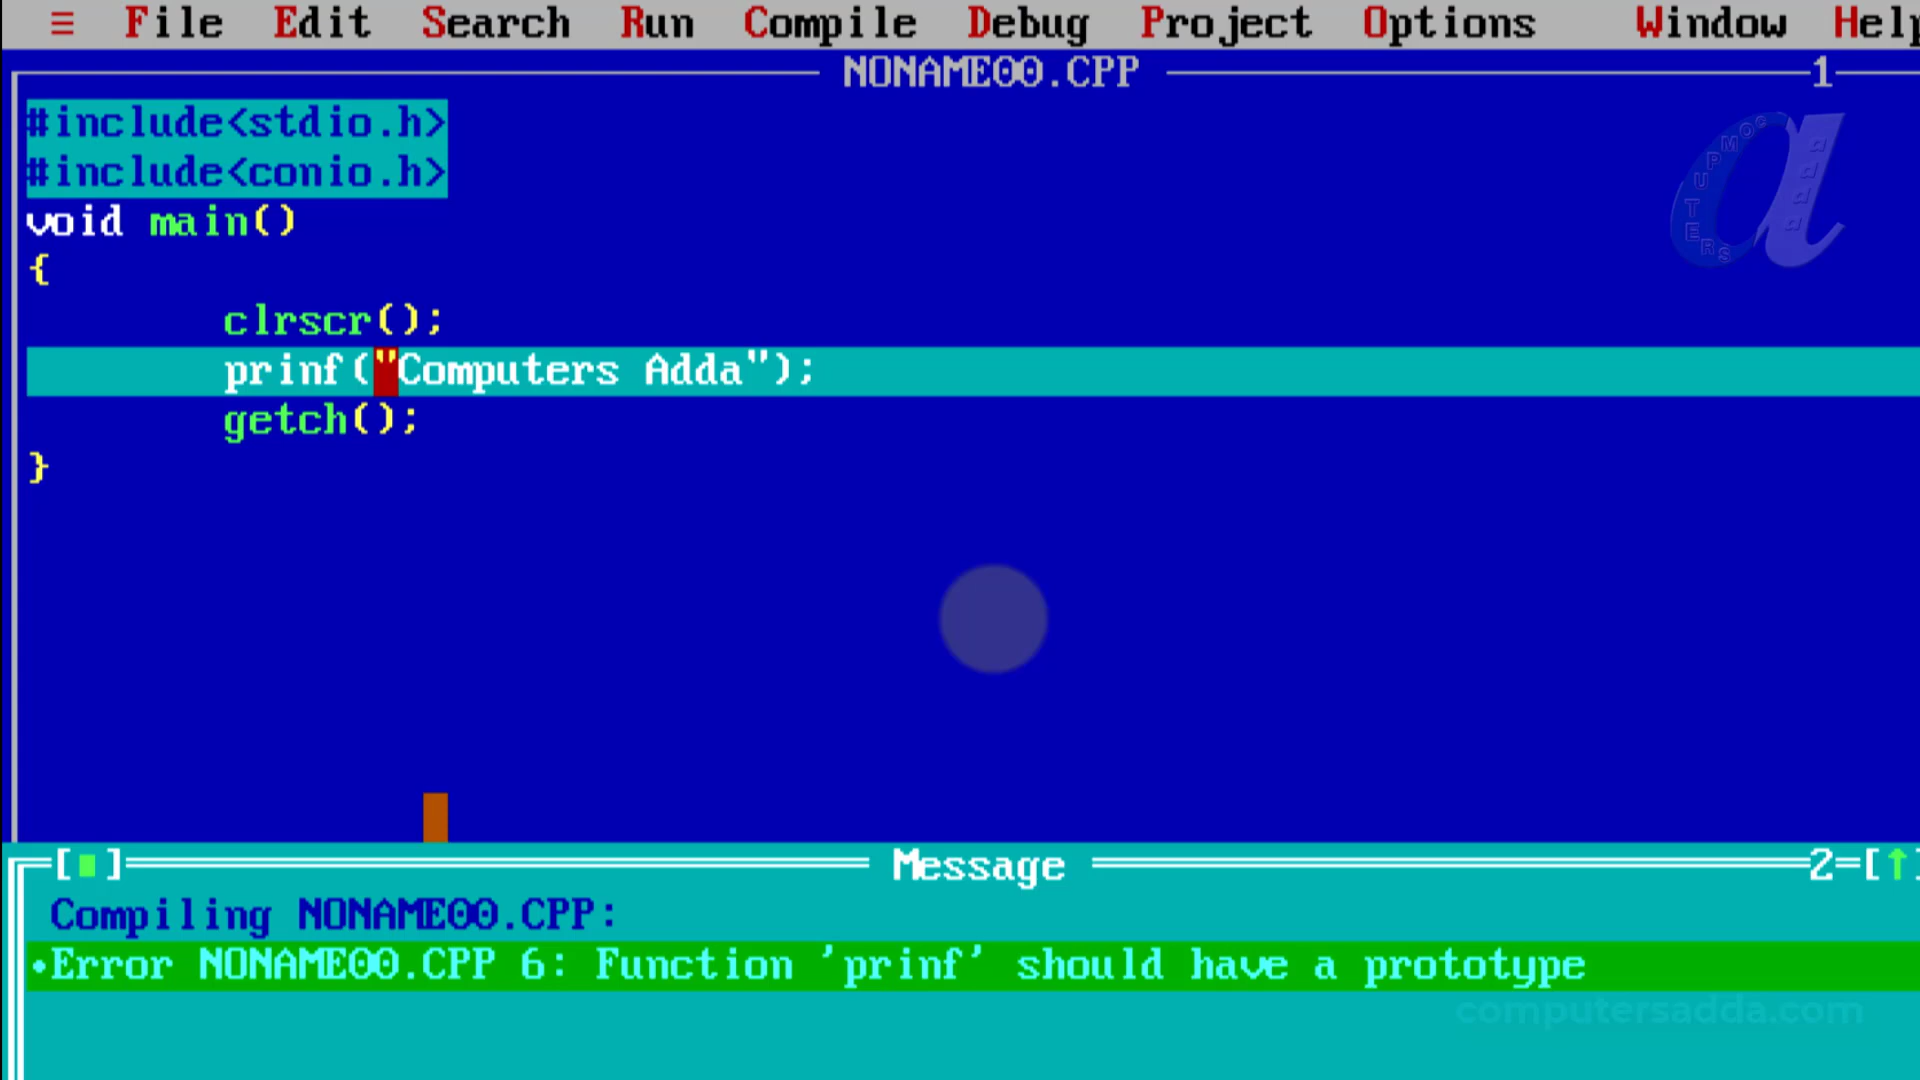 ≡ File Edit Search Run Compile Debug Project Options Window Help
NONAME00.CPP 1
#include<stdio.h>
#include<conio.h>
void main()
{
clrscr();
prinf("Computers Adda");
getch();
}
COMPUTERS
a
adda
[■] Message 2=[↑]
Compiling NONAME00.CPP:
•Error NONAME00.CPP 6: Function 'prinf' should have a prototype
computersadda.com